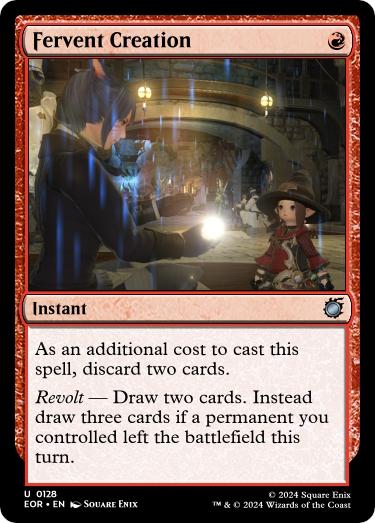 Fervent Creation
Instant
As an additional cost to cast this
spell, discard two cards.
Revolt — Draw two cards. Instead
draw three cards if a permanent you
controlled left the battlefield this
turn.
U 0128
EOR • EN Square Enix
© 2024 Square Enix
™ & © 2024 Wizards of the Coast